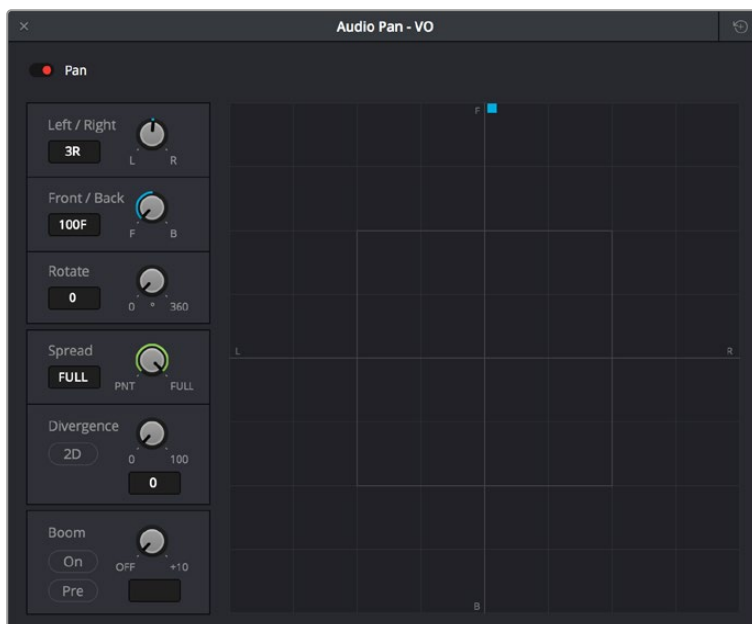 Audio Pan - VO
Pan
Left / Right
3R
L R
Front / Back
100F
F B
Rotate
0
0 ° 360
Spread
FULL
PNT FULL
Divergence
2D
0 100
0
Boom
On
OFF +10
Pre
F
L R
B